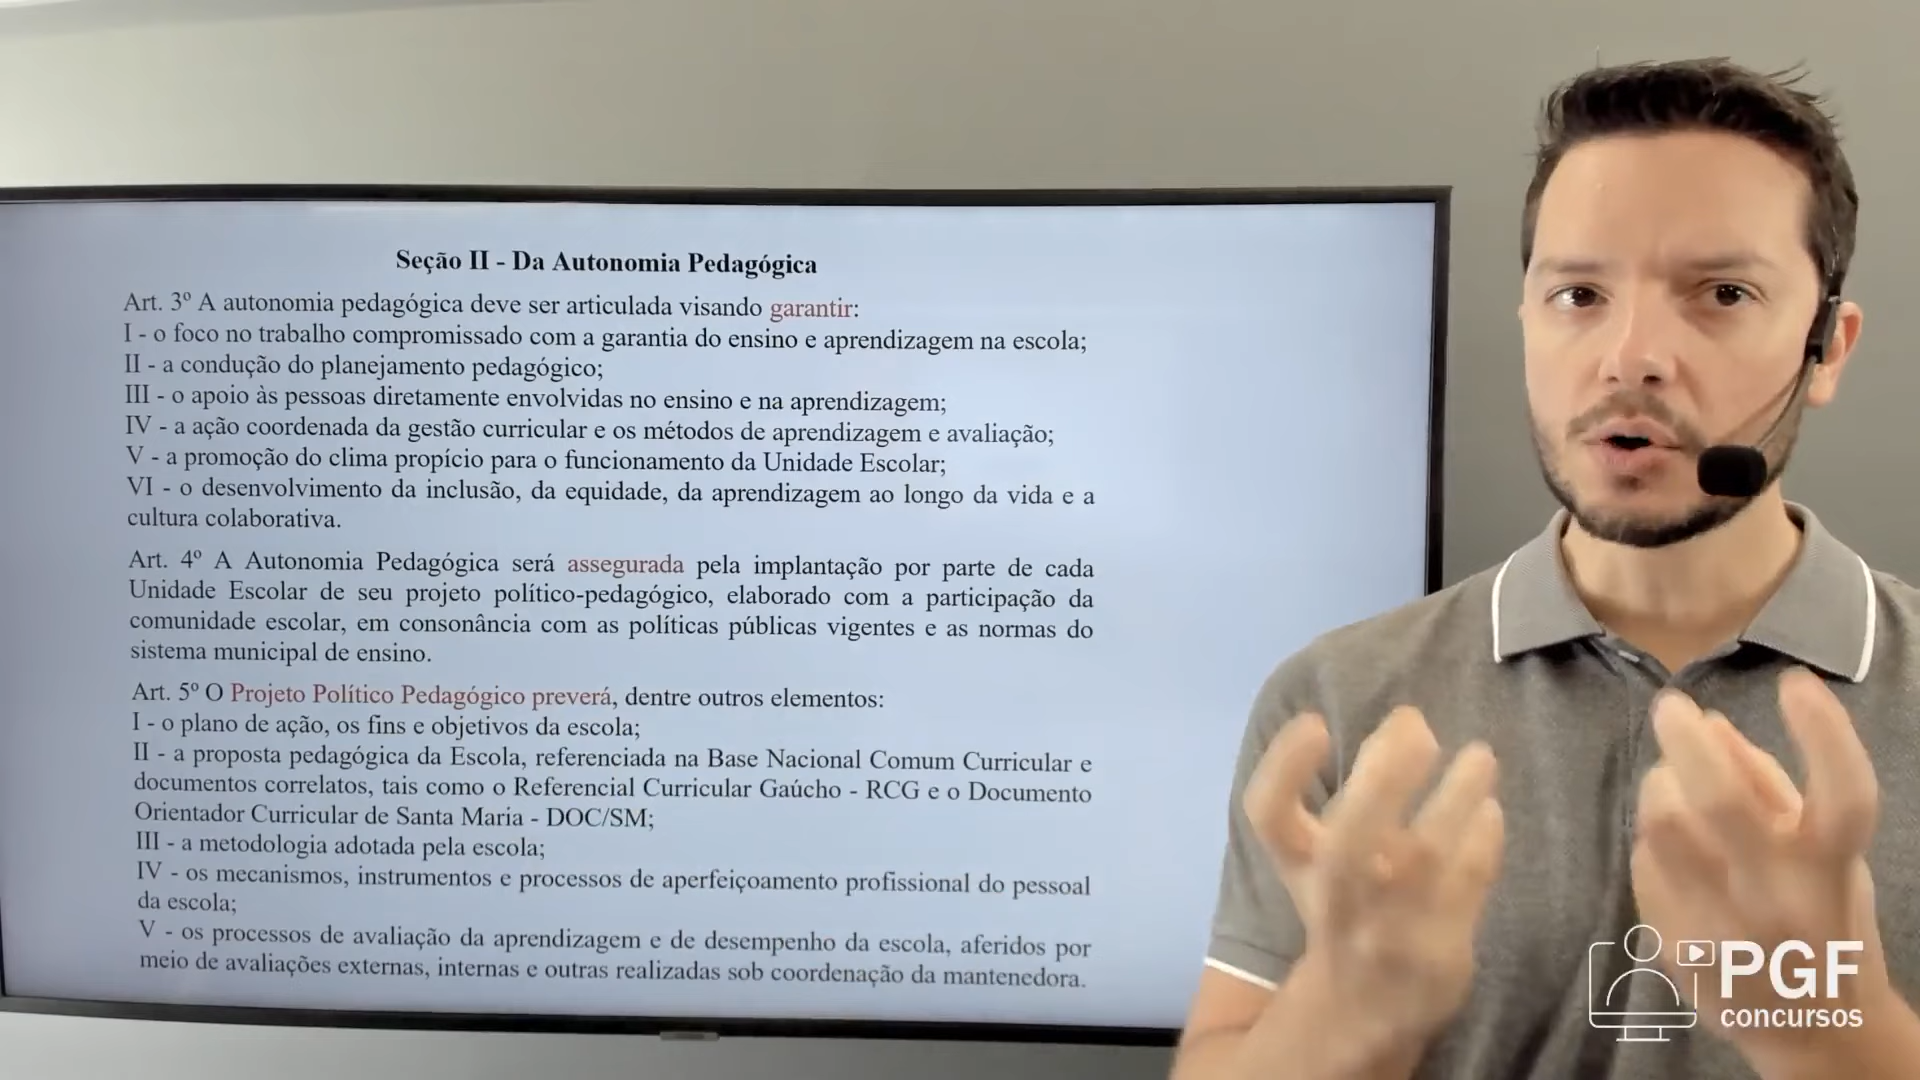 Seção II - Da Autonomia Pedagógica
Art. 3º A autonomia pedagógica deve ser articulada visando garantir:
I - o foco no trabalho compromissado com a garantia do ensino e aprendizagem na escola;
II - a condução do planejamento pedagógico;
III - o apoio às pessoas diretamente envolvidas no ensino e na aprendizagem;
IV - a ação coordenada da gestão curricular e os métodos de aprendizagem e avaliação;
V - a promoção do clima propício para o funcionamento da Unidade Escolar;
VI - o desenvolvimento da inclusão, da equidade, da aprendizagem ao longo da vida e a
cultura colaborativa.
Art. 4º A Autonomia Pedagógica será assegurada pela implantação por parte de cada
Unidade Escolar de seu projeto político-pedagógico, elaborado com a participação da
comunidade escolar, em consonância com as políticas públicas vigentes e as normas do
sistema municipal de ensino.
Art. 5º O Projeto Político Pedagógico preverá, dentre outros elementos:
I - o plano de ação, os fins e objetivos da escola;
II - a proposta pedagógica da Escola, referenciada na Base Nacional Comum Curricular e
documentos correlatos, tais como o Referencial Curricular Gaúcho - RCG e o Documento
Orientador Curricular de Santa Maria - DOC/SM;
III - a metodologia adotada pela escola;
IV - os mecanismos, instrumentos e processos de aperfeiçoamento profissional do pessoal
da escola;
V - os processos de avaliação da aprendizagem e de desempenho da escola, aferidos por
meio de avaliações externas, internas e outras realizadas sob coordenação da mantenedora.
PGF
concursos